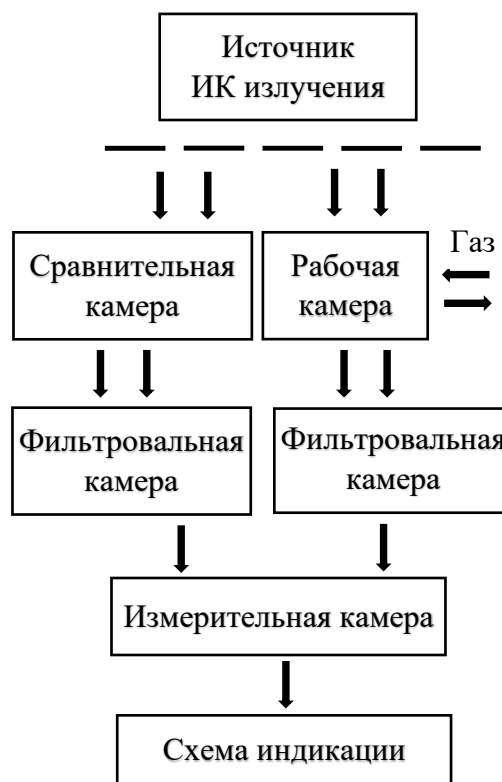 Источник
ИК излучения
Газ
Сравнительная
камера
Рабочая
камера
Фильтровальная
камера
Фильтровальная
камера
Измерительная камера
Схема индикации